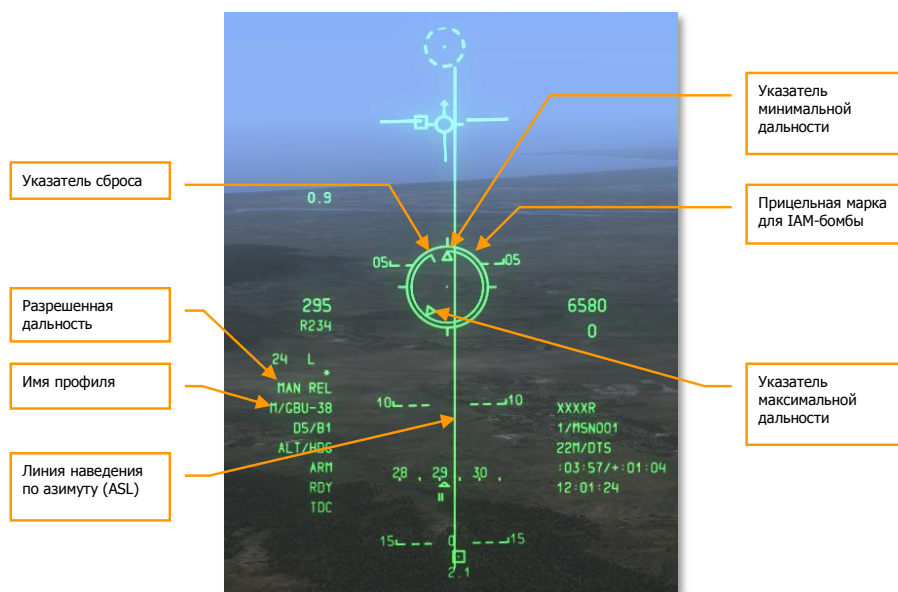 Указатель
минимальной
дальности
Указатель сброса
0.9
Прицельная марка
для IAM-бомбы
05 05
Разрешенная
дальность
295
R234
6580
0
24 L
*
MAN REL
Имя профиля
M/GBU-38
Указатель
максимальной
дальности
10 10
XXXXR
D5/B1
1/MSN001
ALT/HDG
22M/DTS
Линия наведения
по азимуту (ASL)
ARM
28 29 30
:03:57/+:01:04
RDY
12:01:24
TDC
15 0 15
2.1